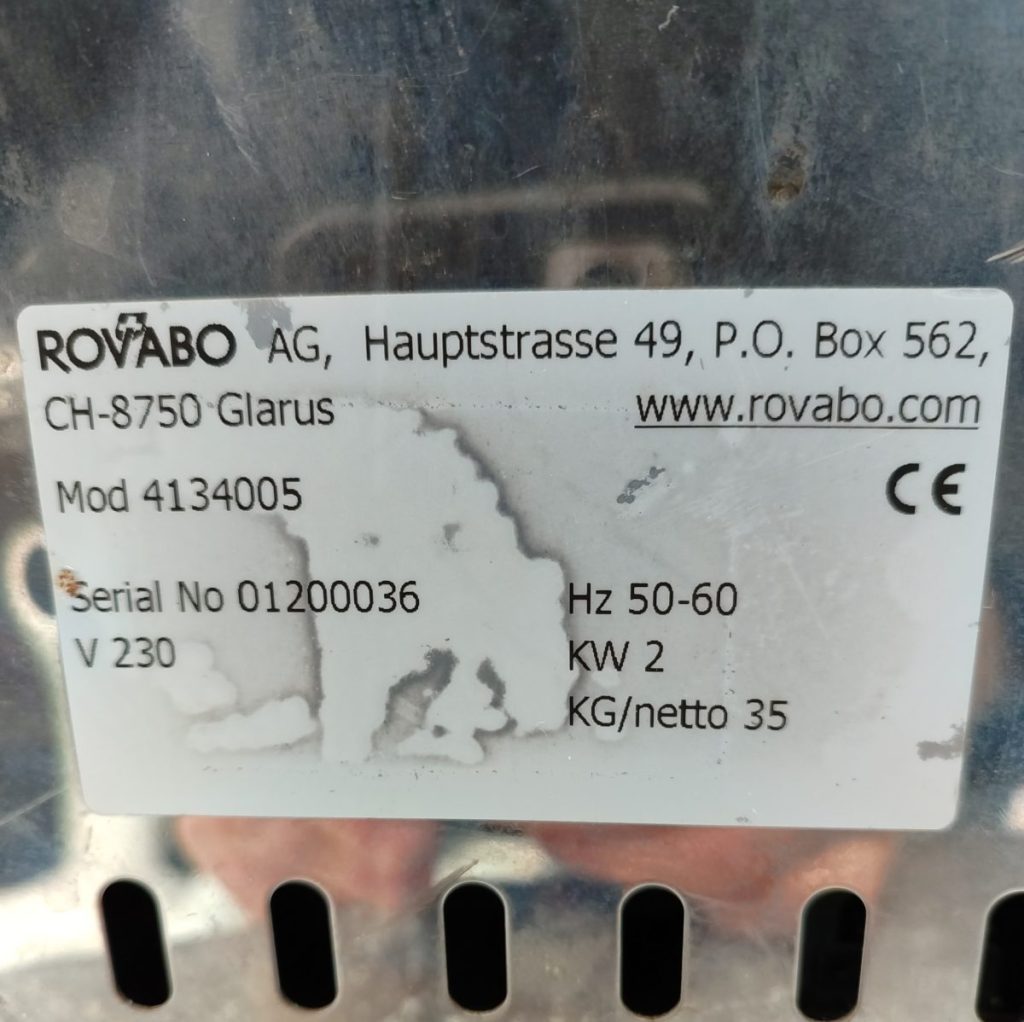 ROVABO AG, Hauptstrasse 49, P.O. Box 562,
CH-8750 Glarus www.rovabo.com
Mod 4134005 CE
Serial No 01200036 Hz 50-60
V 230 KW 2
KG/netto 35